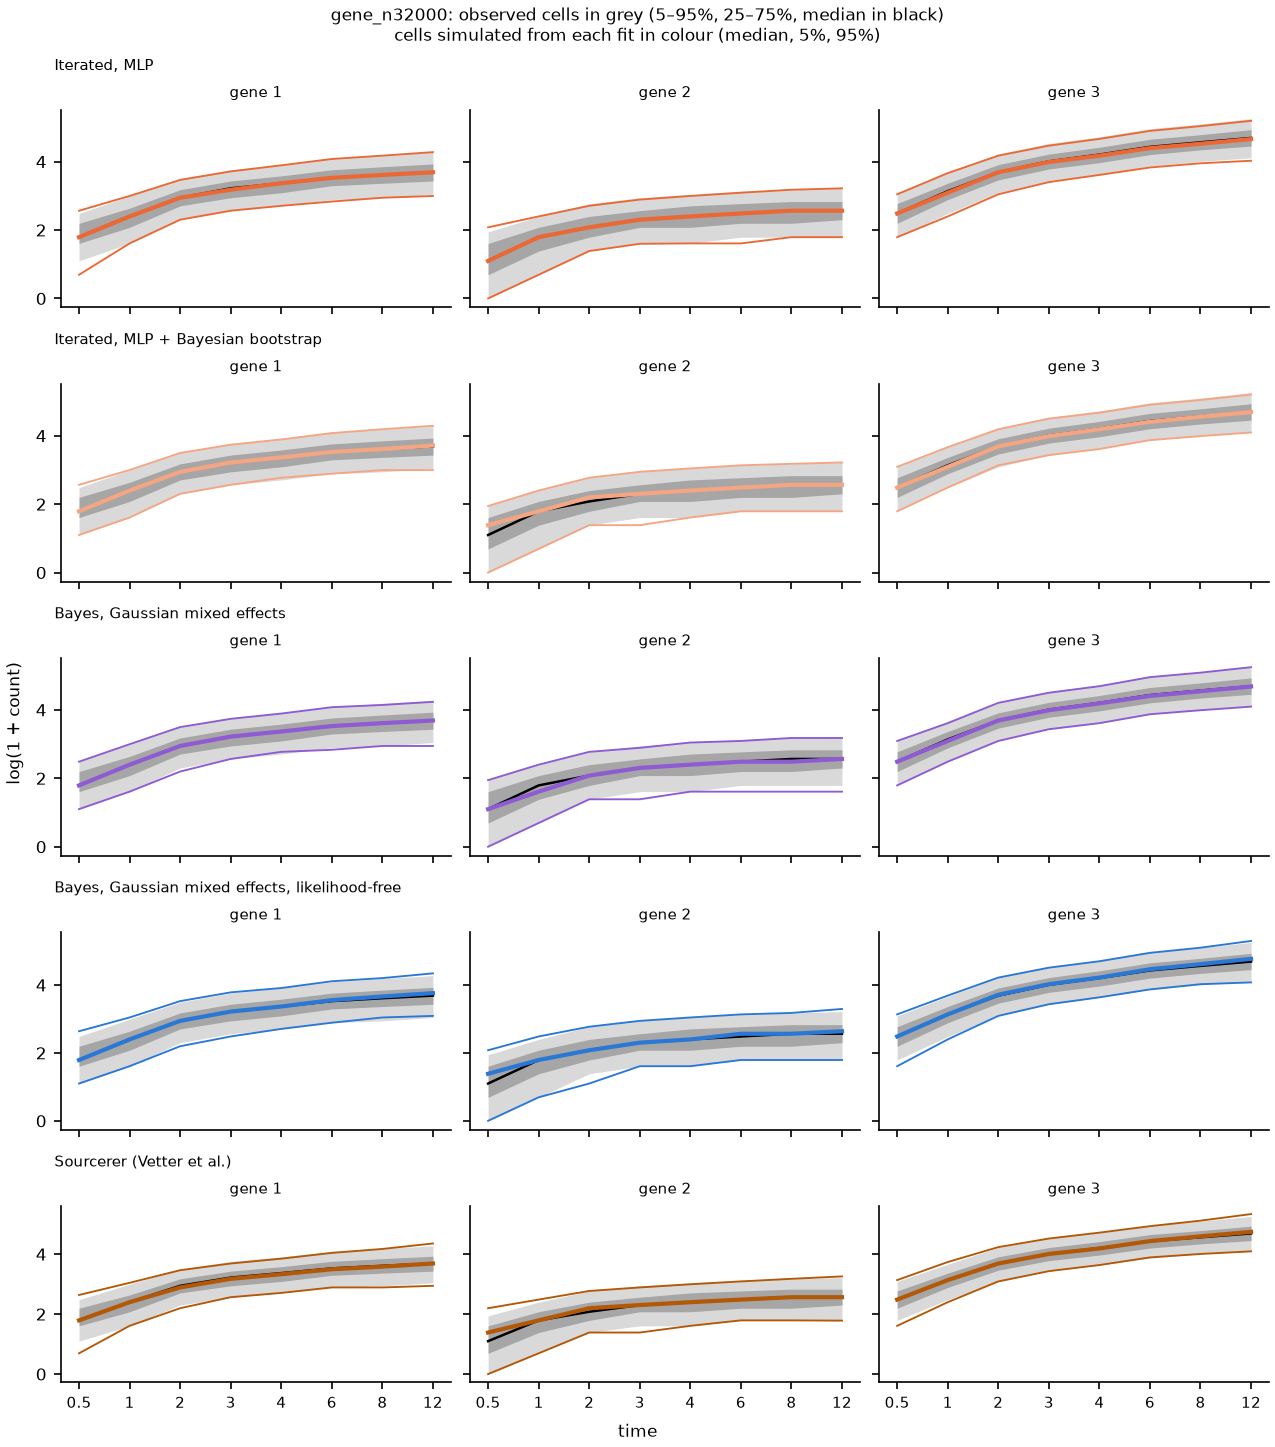 gene_n32000: observed cells in grey (5–95%, 25–75%, median in black)
cells simulated from each fit in colour (median, 5%, 95%)
Iterated, MLP
gene 1 gene 2 gene 3
4
2
0
Iterated, MLP + Bayesian bootstrap
gene 1 gene 2 gene 3
4
2
0
Bayes, Gaussian mixed effects
gene 1 gene 2 gene 3
log(1 + count)
4
2
0
Bayes, Gaussian mixed effects, likelihood-free
gene 1 gene 2 gene 3
4
2
0
Sourcerer (Vetter et al.)
gene 1 gene 2 gene 3
4
2
0
0.5 1 2 3 4 6 8 12 0.5 1 2 3 4 6 8 12 0.5 1 2 3 4 6 8 12
time